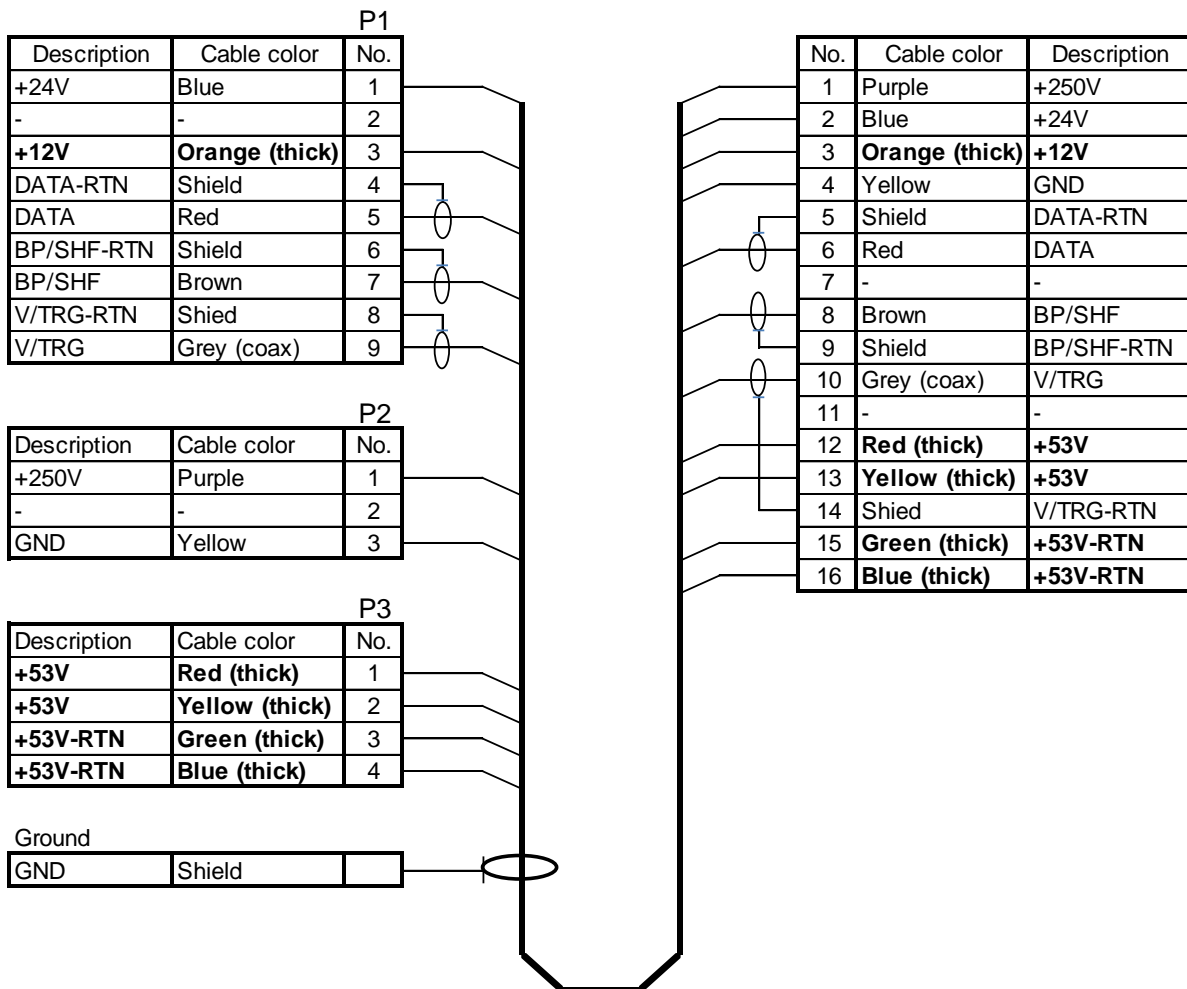 P1
Description Cable color No.
+24V Blue 1
- - 2
+12V Orange (thick) 3
DATA-RTN Shield 4
DATA Red 5
BP/SHF-RTN Shield 6
BP/SHF Brown 7
V/TRG-RTN Shied 8
V/TRG Grey (coax) 9
P2
Description Cable color No.
+250V Purple 1
- - 2
GND Yellow 3
P3
Description Cable color No.
+53V Red (thick) 1
+53V Yellow (thick) 2
+53V-RTN Green (thick) 3
+53V-RTN Blue (thick) 4
Ground
GND Shield
No. Cable color Description
1 Purple +250V
2 Blue +24V
3 Orange (thick) +12V
4 Yellow GND
5 Shield DATA-RTN
6 Red DATA
7 - -
8 Brown BP/SHF
9 Shield BP/SHF-RTN
10 Grey (coax) V/TRG
11 - -
12 Red (thick) +53V
13 Yellow (thick) +53V
14 Shied V/TRG-RTN
15 Green (thick) +53V-RTN
16 Blue (thick) +53V-RTN